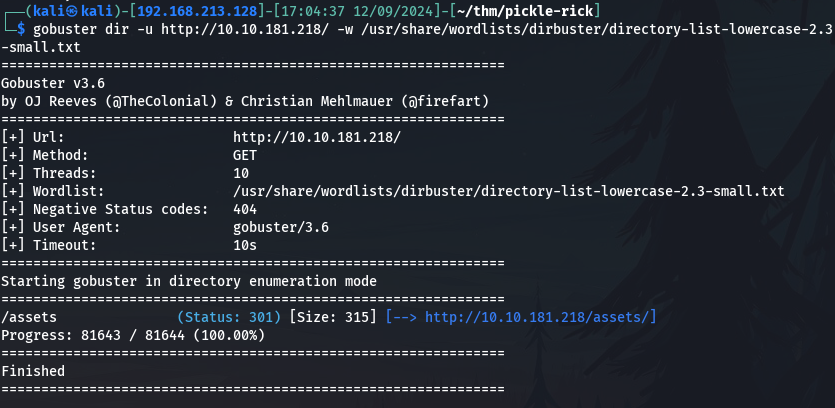 ┌──(kali㉿kali)-[192.168.213.128]-[17:04:37 12/09/2024]-[~/thm/pickle-rick]
└─$ gobuster dir -u http://10.10.181.218/ -w /usr/share/wordlists/dirbuster/directory-list-lowercase-2.3
-small.txt
===============================================================
Gobuster v3.6
by OJ Reeves (@TheColonial) & Christian Mehlmauer (@firefart)
===============================================================
[+] Url:                     http://10.10.181.218/
[+] Method:                  GET
[+] Threads:                 10
[+] Wordlist:                /usr/share/wordlists/dirbuster/directory-list-lowercase-2.3-small.txt
[+] Negative Status codes:   404
[+] User Agent:              gobuster/3.6
[+] Timeout:                 10s
===============================================================
Starting gobuster in directory enumeration mode
===============================================================
/assets               (Status: 301) [Size: 315] [--> http://10.10.181.218/assets/]
Progress: 81643 / 81644 (100.00%)
===============================================================
Finished
===============================================================